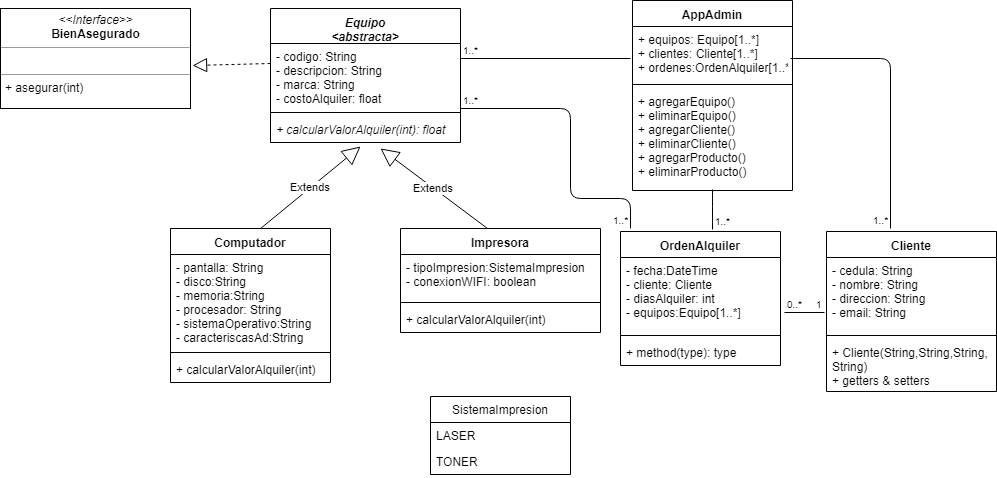 <<Interface>>
BienAsegurado
+ asegurar(int)
Equipo
<abstracta>
- codigo: String
- descripcion: String
- marca: String
- costoAlquiler: float
+ calcularValorAlquiler(int): float
AppAdmin
+ equipos: Equipo[1..*]
+ clientes: Cliente[1..*]
+ ordenes:OrdenAlquiler[1..*
+ agregarEquipo()
+ eliminarEquipo()
+ agregarCliente()
+ eliminarCliente()
+ agregarProducto()
+ eliminarProducto()
1..*
1..*
Extends
Extends
1..*
1..*
1..*
Computador
- pantalla: String
- disco:String
- memoria:String
- procesador: String
- sistemaOperativo:String
- caracteriscasAd:String
+ calcularValorAlquiler(int)
Impresora
- tipoImpresion:SistemaImpresion
- conexionWIFI: boolean
+ calcularValorAlquiler(int)
OrdenAlquiler
- fecha:DateTime
- cliente: Cliente
- diasAlquiler: int
- equipos:Equipo[1..*]
+ method(type): type
0..*
1
Cliente
- cedula: String
- nombre: String
- direccion: String
- email: String
+ Cliente(String,String,String,
String)
+ getters & setters
SistemaImpresion
LASER
TONER